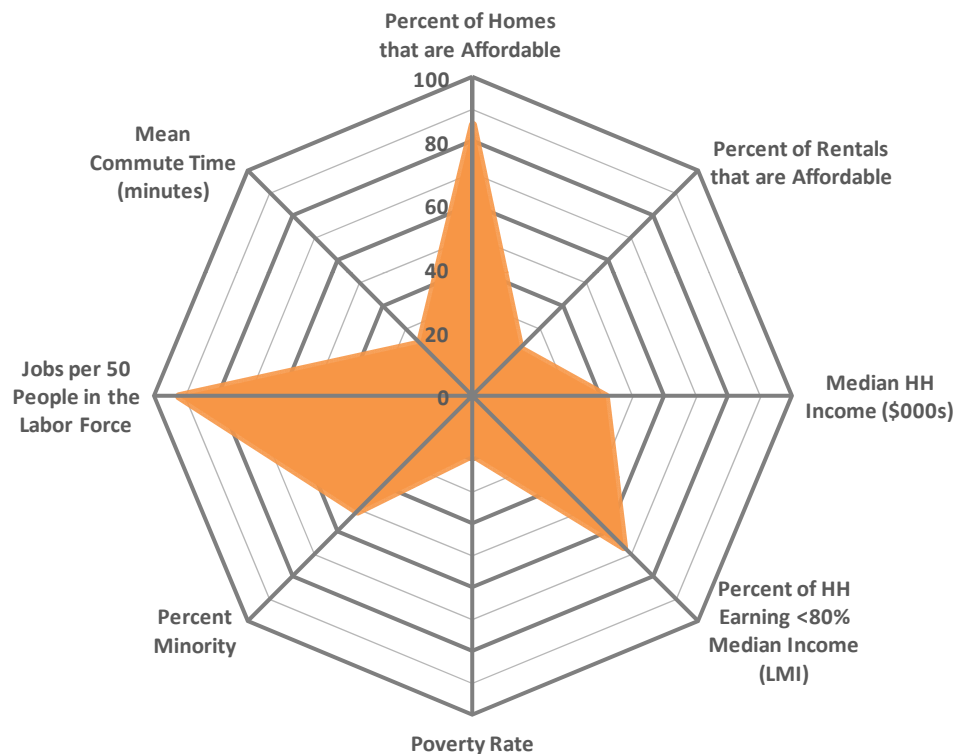 Percent of Homes
that are Affordable
100
80
60
40
20
0
Percent of Rentals
that are Affordable
Median HH
Income ($000s)
Percent of HH
Earning <80%
Median Income
(LMI)
Poverty Rate
Percent
Minority
Jobs per 50
People in the
Labor Force
Mean
Commute Time
(minutes)